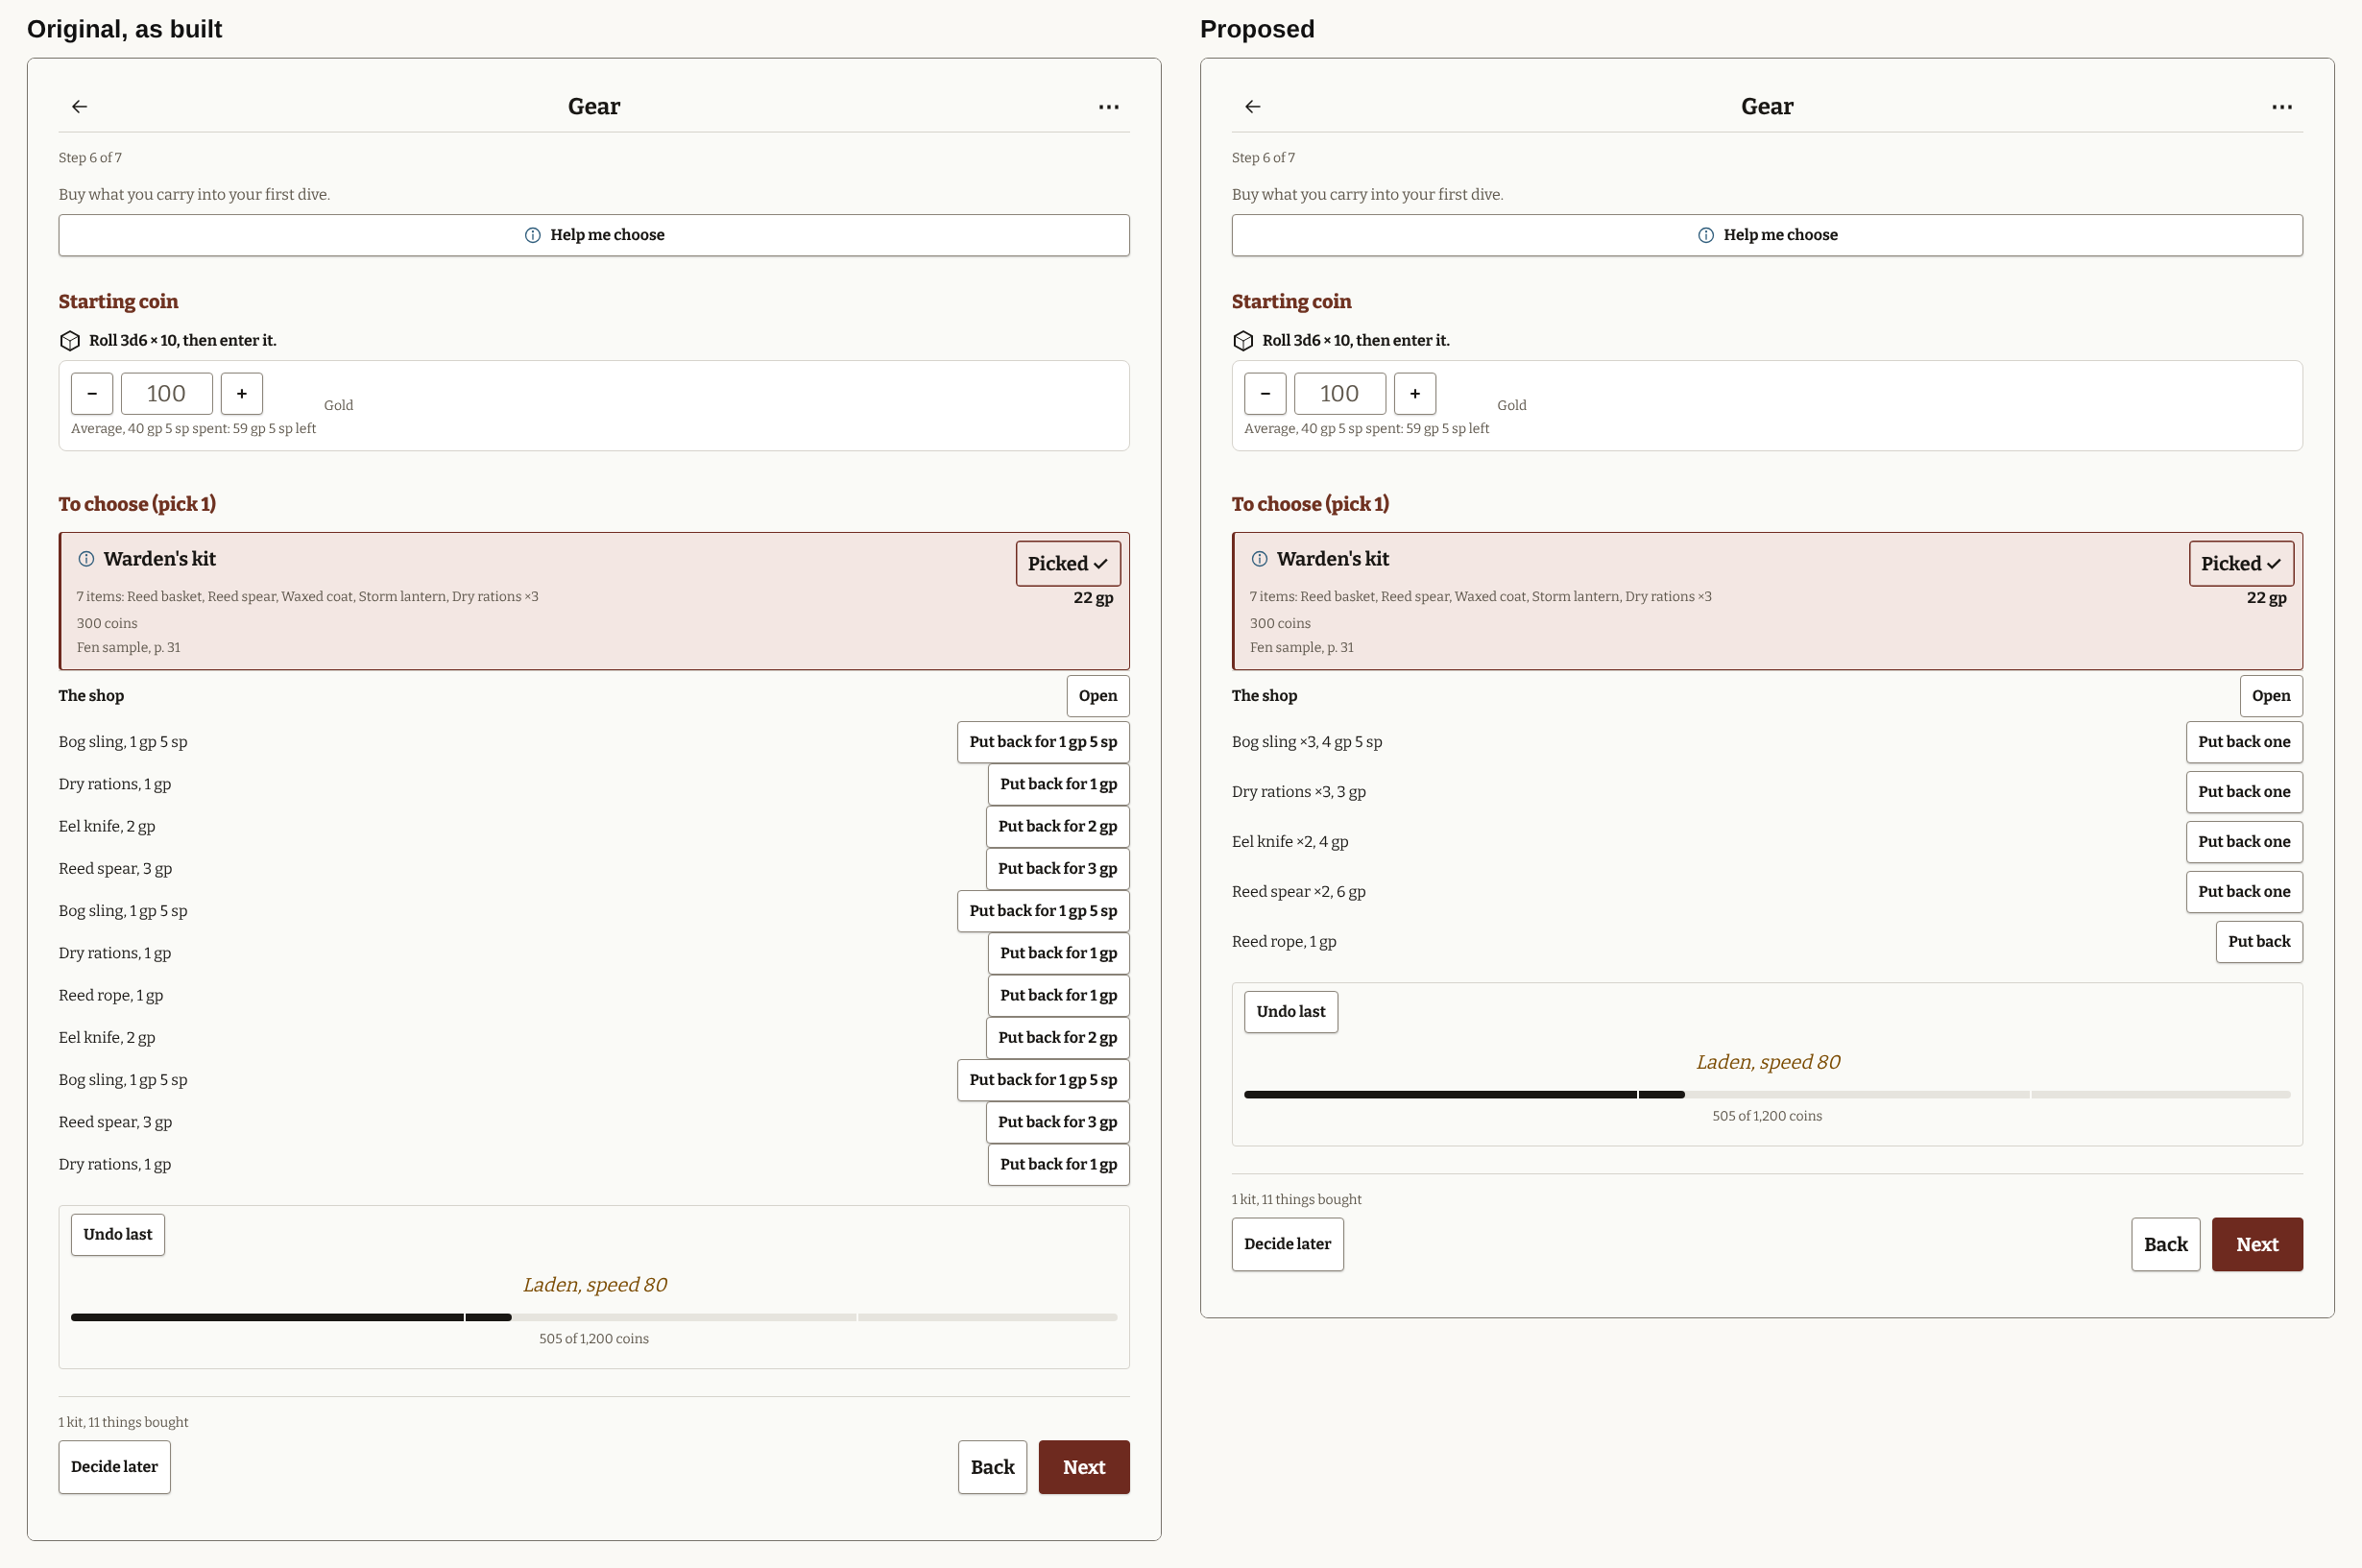 Original, as built
Gear
Step 6 of 7
Buy what you carry into your first dive.
Help me choose
Starting coin
Roll 3d6 × 10, then enter it.
− 100 + Gold
Average, 40 gp 5 sp spent: 59 gp 5 sp left
To choose (pick 1)
Warden's kit Picked ✓
7 items: Reed basket, Reed spear, Waxed coat, Storm lantern, Dry rations ×3 22 gp
300 coins
Fen sample, p. 31
The shop Open
Bog sling, 1 gp 5 sp Put back for 1 gp 5 sp
Dry rations, 1 gp Put back for 1 gp
Eel knife, 2 gp Put back for 2 gp
Reed spear, 3 gp Put back for 3 gp
Bog sling, 1 gp 5 sp Put back for 1 gp 5 sp
Dry rations, 1 gp Put back for 1 gp
Reed rope, 1 gp Put back for 1 gp
Eel knife, 2 gp Put back for 2 gp
Bog sling, 1 gp 5 sp Put back for 1 gp 5 sp
Reed spear, 3 gp Put back for 3 gp
Dry rations, 1 gp Put back for 1 gp
Undo last
Laden, speed 80
505 of 1,200 coins
1 kit, 11 things bought
Decide later Back Next
Proposed
Gear
Step 6 of 7
Buy what you carry into your first dive.
Help me choose
Starting coin
Roll 3d6 × 10, then enter it.
− 100 + Gold
Average, 40 gp 5 sp spent: 59 gp 5 sp left
To choose (pick 1)
Warden's kit Picked ✓
7 items: Reed basket, Reed spear, Waxed coat, Storm lantern, Dry rations ×3 22 gp
300 coins
Fen sample, p. 31
The shop Open
Bog sling ×3, 4 gp 5 sp Put back one
Dry rations ×3, 3 gp Put back one
Eel knife ×2, 4 gp Put back one
Reed spear ×2, 6 gp Put back one
Reed rope, 1 gp Put back
Undo last
Laden, speed 80
505 of 1,200 coins
1 kit, 11 things bought
Decide later Back Next